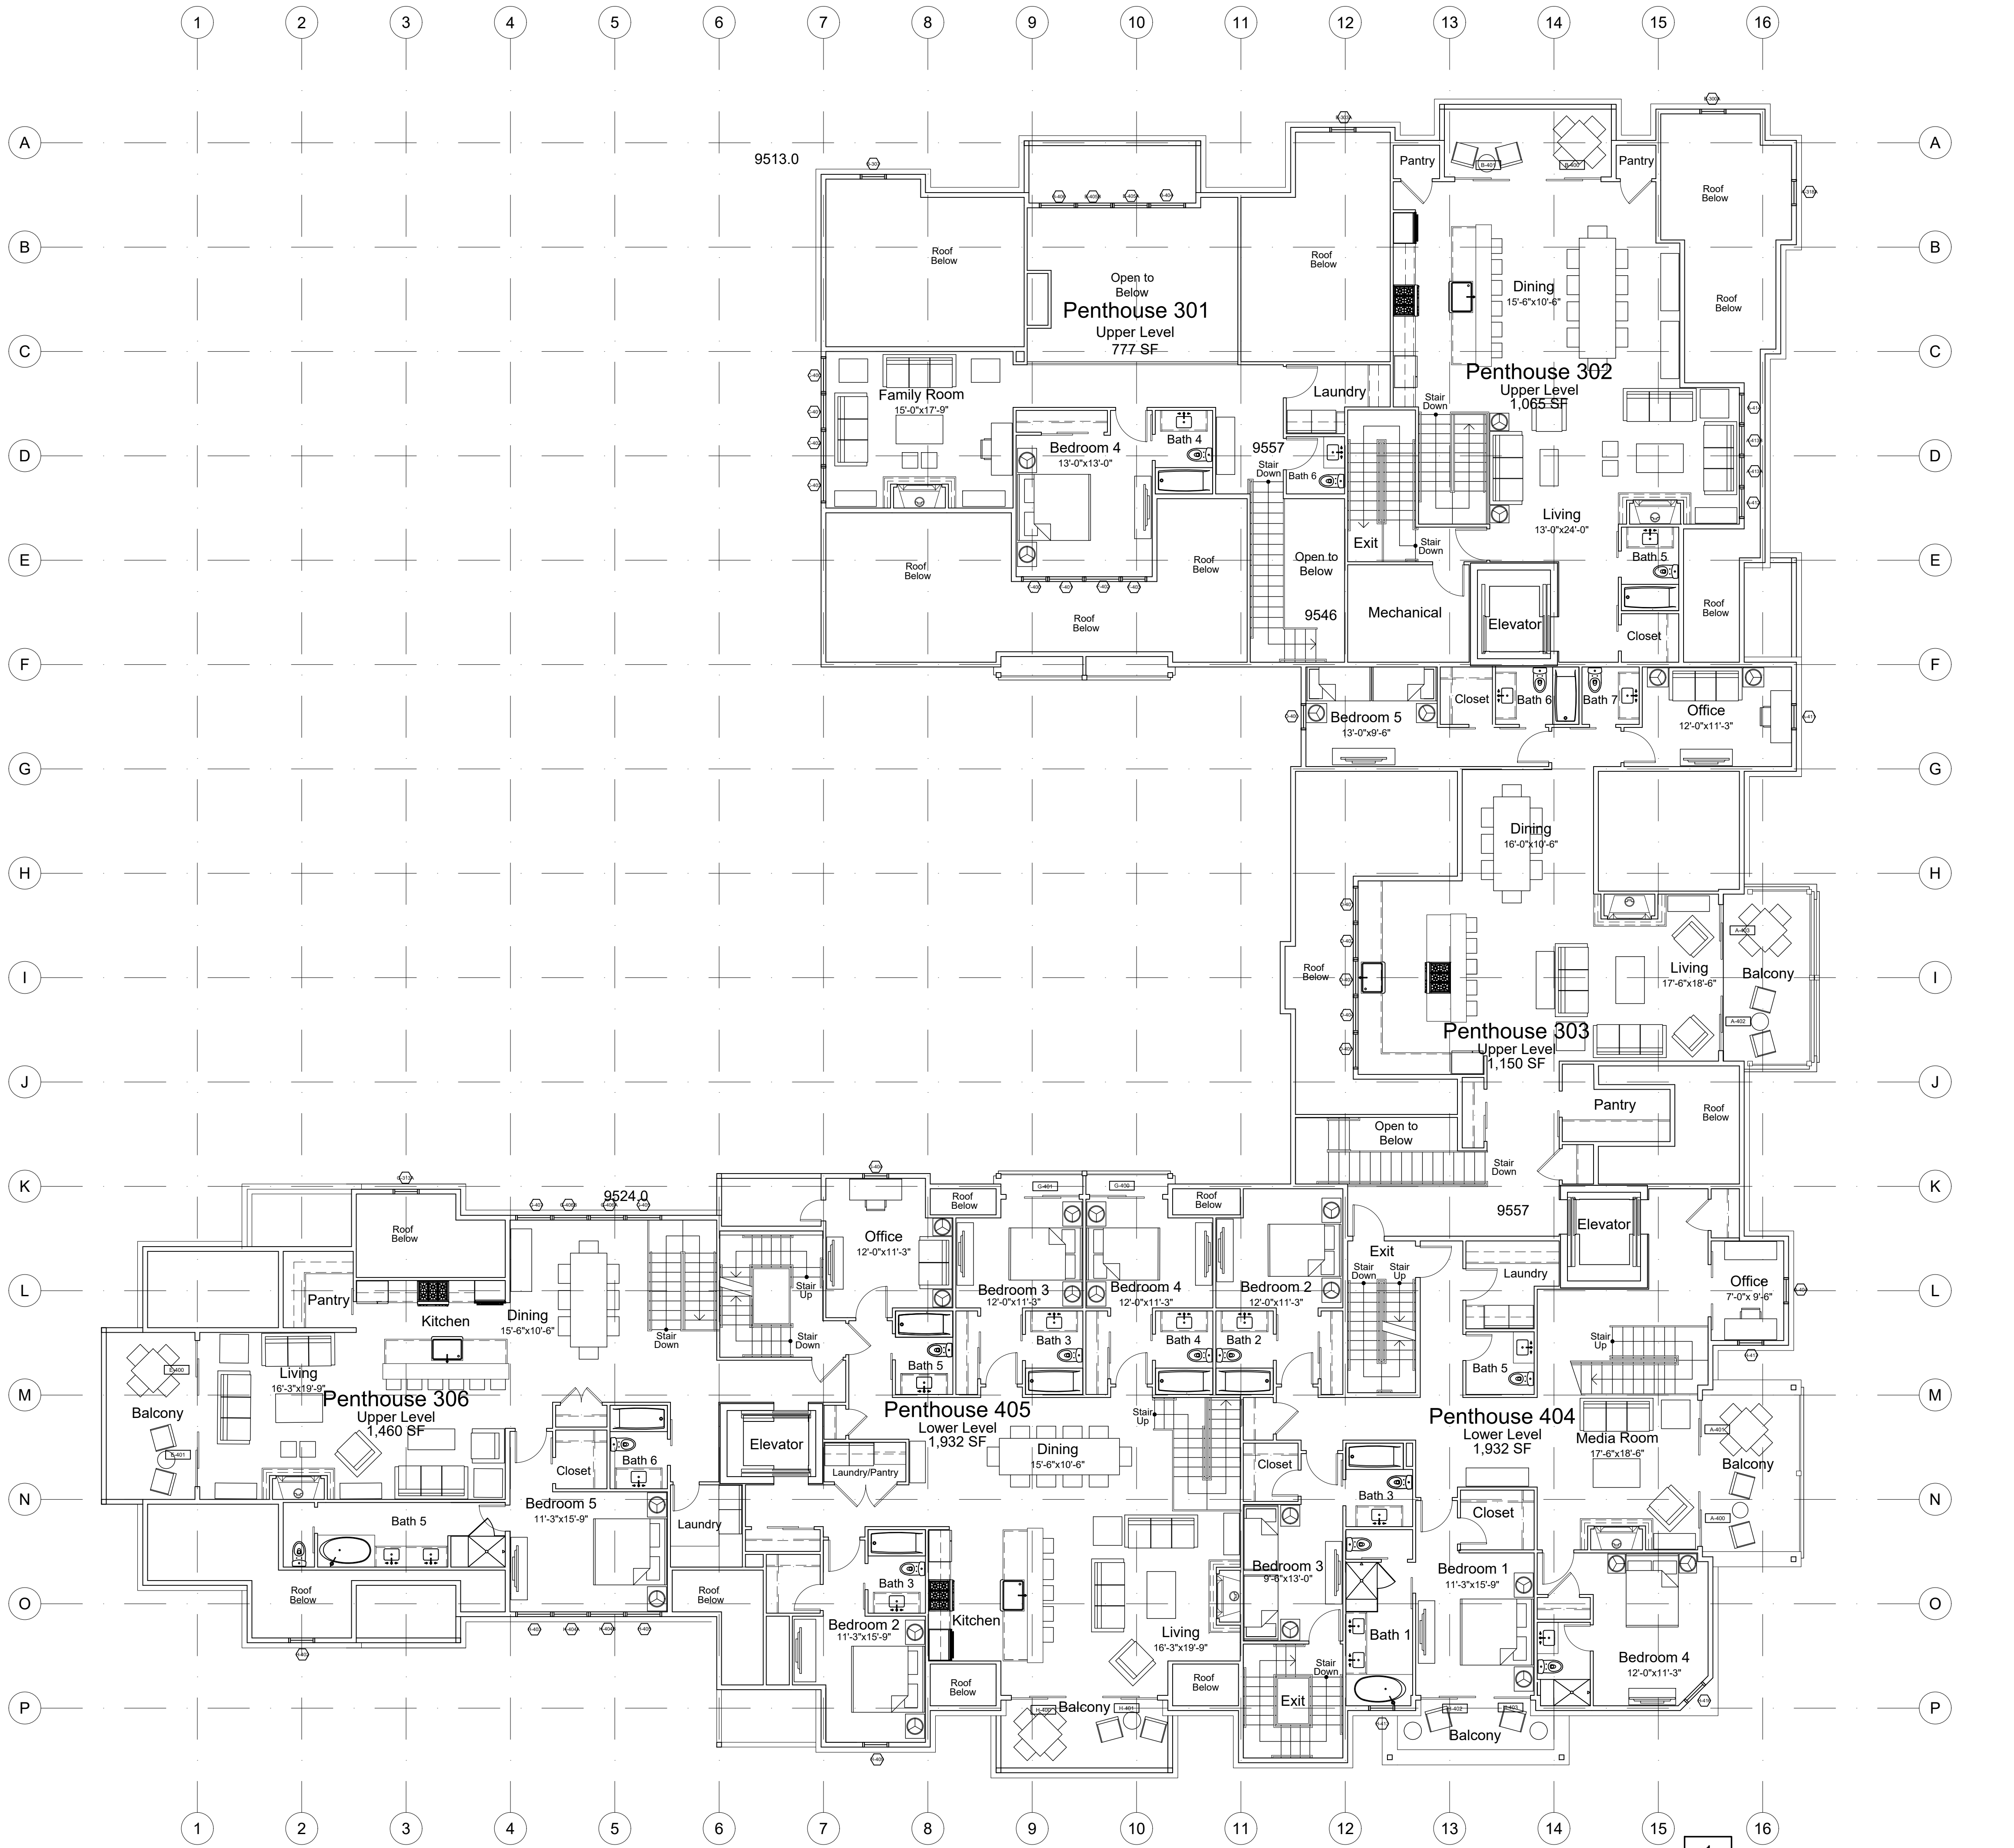 1 2 3 4 5 6 7 8 9 10 11 12 13 14 15 16
A
A
9513.0
Pantry
Pantry
B-401
B-400
Roof
Below
B
B
Roof
Below
Open to
Below
Roof
Below
Dining
15'-6"x10'-6"
Roof
Below
Penthouse 301
Upper Level
777 SF
C
C
Penthouse 302
Upper Level
1,065 SF
Family Room
15'-0"x17'-9"
Laundry
Stair
Down
Bedroom 4
13'-0"x13'-0"
Bath 4
9557
Stair
Down
Bath 6
D
D
Living
13'-0"x24'-0"
Exit
Stair
Down
Bath 5
E
E
Roof
Below
Roof
Below
Open to
Below
9546
Mechanical
Elevator
Roof
Below
Roof
Below
Closet
F
F
Bedroom 5
13'-0"x9'-6"
Closet
Bath 6
Bath 7
Office
12'-0"x11'-3"
G
G
Dining
16'-0"x10'-6"
H
H
A-403
Roof
Below
Living
17'-6"x18'-6"
Balcony
I
I
A-402
Penthouse 303
Upper Level
1,150 SF
J
J
Pantry
Roof
Below
Open to
Below
Stair
Down
K
K
9524.0
G-401
G-400
Roof
Below
Roof
Below
Roof
Below
9557
Elevator
Office
12'-0"x11'-3"
Exit
Stair
Down
Stair
Up
Laundry
Office
7'-0"x 9'-6"
L
L
Pantry
Kitchen
Dining
15'-6"x10'-6"
Stair
Down
Stair
Up
Stair
Down
Bedroom 3
12'-0"x11'-3"
Bedroom 4
12'-0"x11'-3"
Bedroom 2
12'-0"x11'-3"
Bath 3
Bath 4
Bath 2
Bath 5
Bath 5
Stair
Up
E-400
Living
16'-3"x19'-9"
M
M
Penthouse 306
Upper Level
1,460 SF
Balcony
E-401
Penthouse 405
Lower Level
1,932 SF
Stair
Up
Penthouse 404
Lower Level
1,932 SF
Media Room
17'-6"x18'-6"
A-401
Balcony
Elevator
Dining
15'-6"x10'-6"
Closet
Bath 6
Laundry/Pantry
Closet
Bath 3
N
N
Bedroom 5
11'-3"x15'-9"
Bath 5
Laundry
Closet
A-400
Bedroom 3
9'-6"x13'-0"
Bedroom 1
11'-3"x15'-9"
Bath 3
Roof
Below
Roof
Below
O
O
Bedroom 2
11'-3"x15'-9"
Kitchen
Living
16'-3"x19'-9"
Bath 1
Bedroom 4
12'-0"x11'-3"
Stair
Down
Roof
Below
Roof
Below
Exit
P
P
H-400
Balcony
H-401
H-402
H-403
Balcony
1 2 3 4 5 6 7 8 9 10 11 12 13 14 15 16